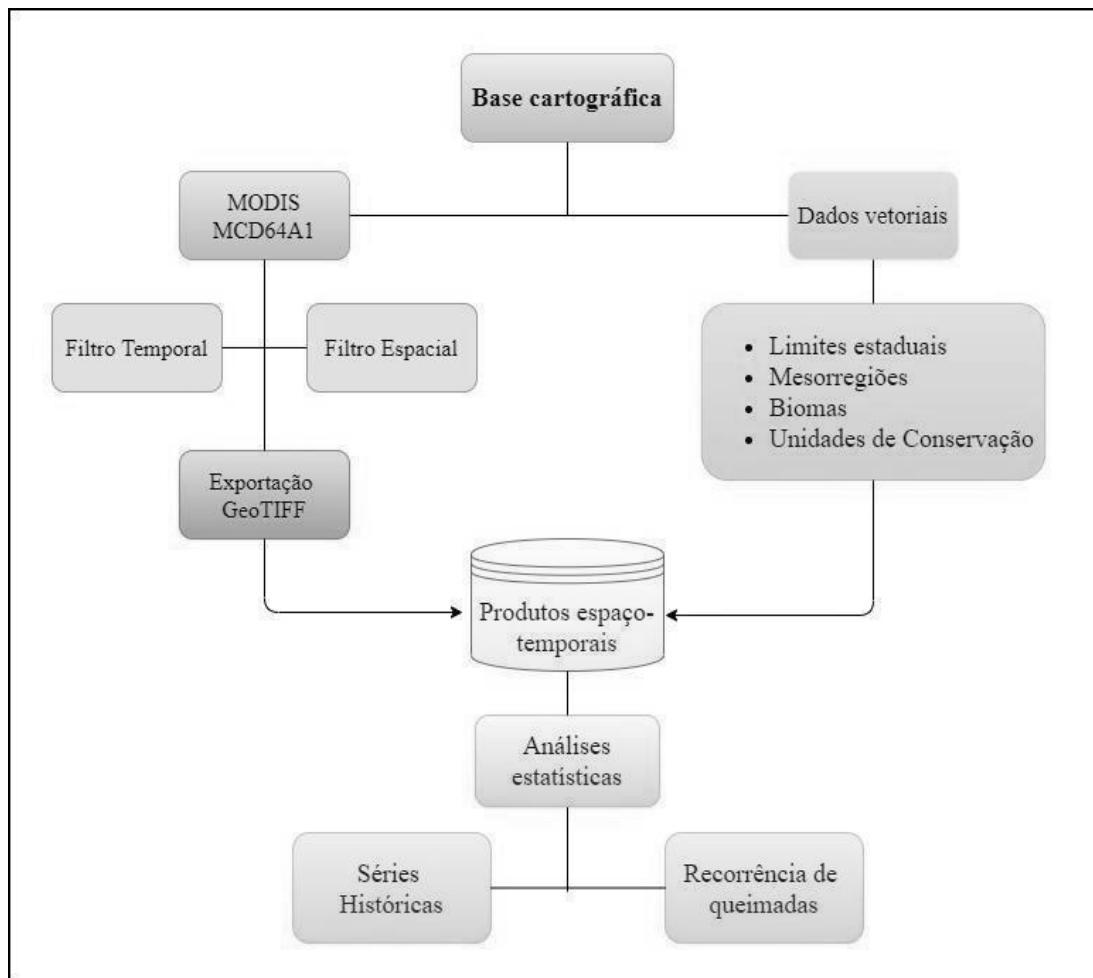 Base cartográfica
MODIS
MCD64A1
Dados vetoriais
Filtro Temporal
Filtro Espacial
• Limites estaduais
• Mesorregiões
• Biomas
• Unidades de Conservação
Exportação
GeoTIFF
Produtos espaço-
temporais
Análises
estatísticas
Séries
Históricas
Recorrência de
queimadas